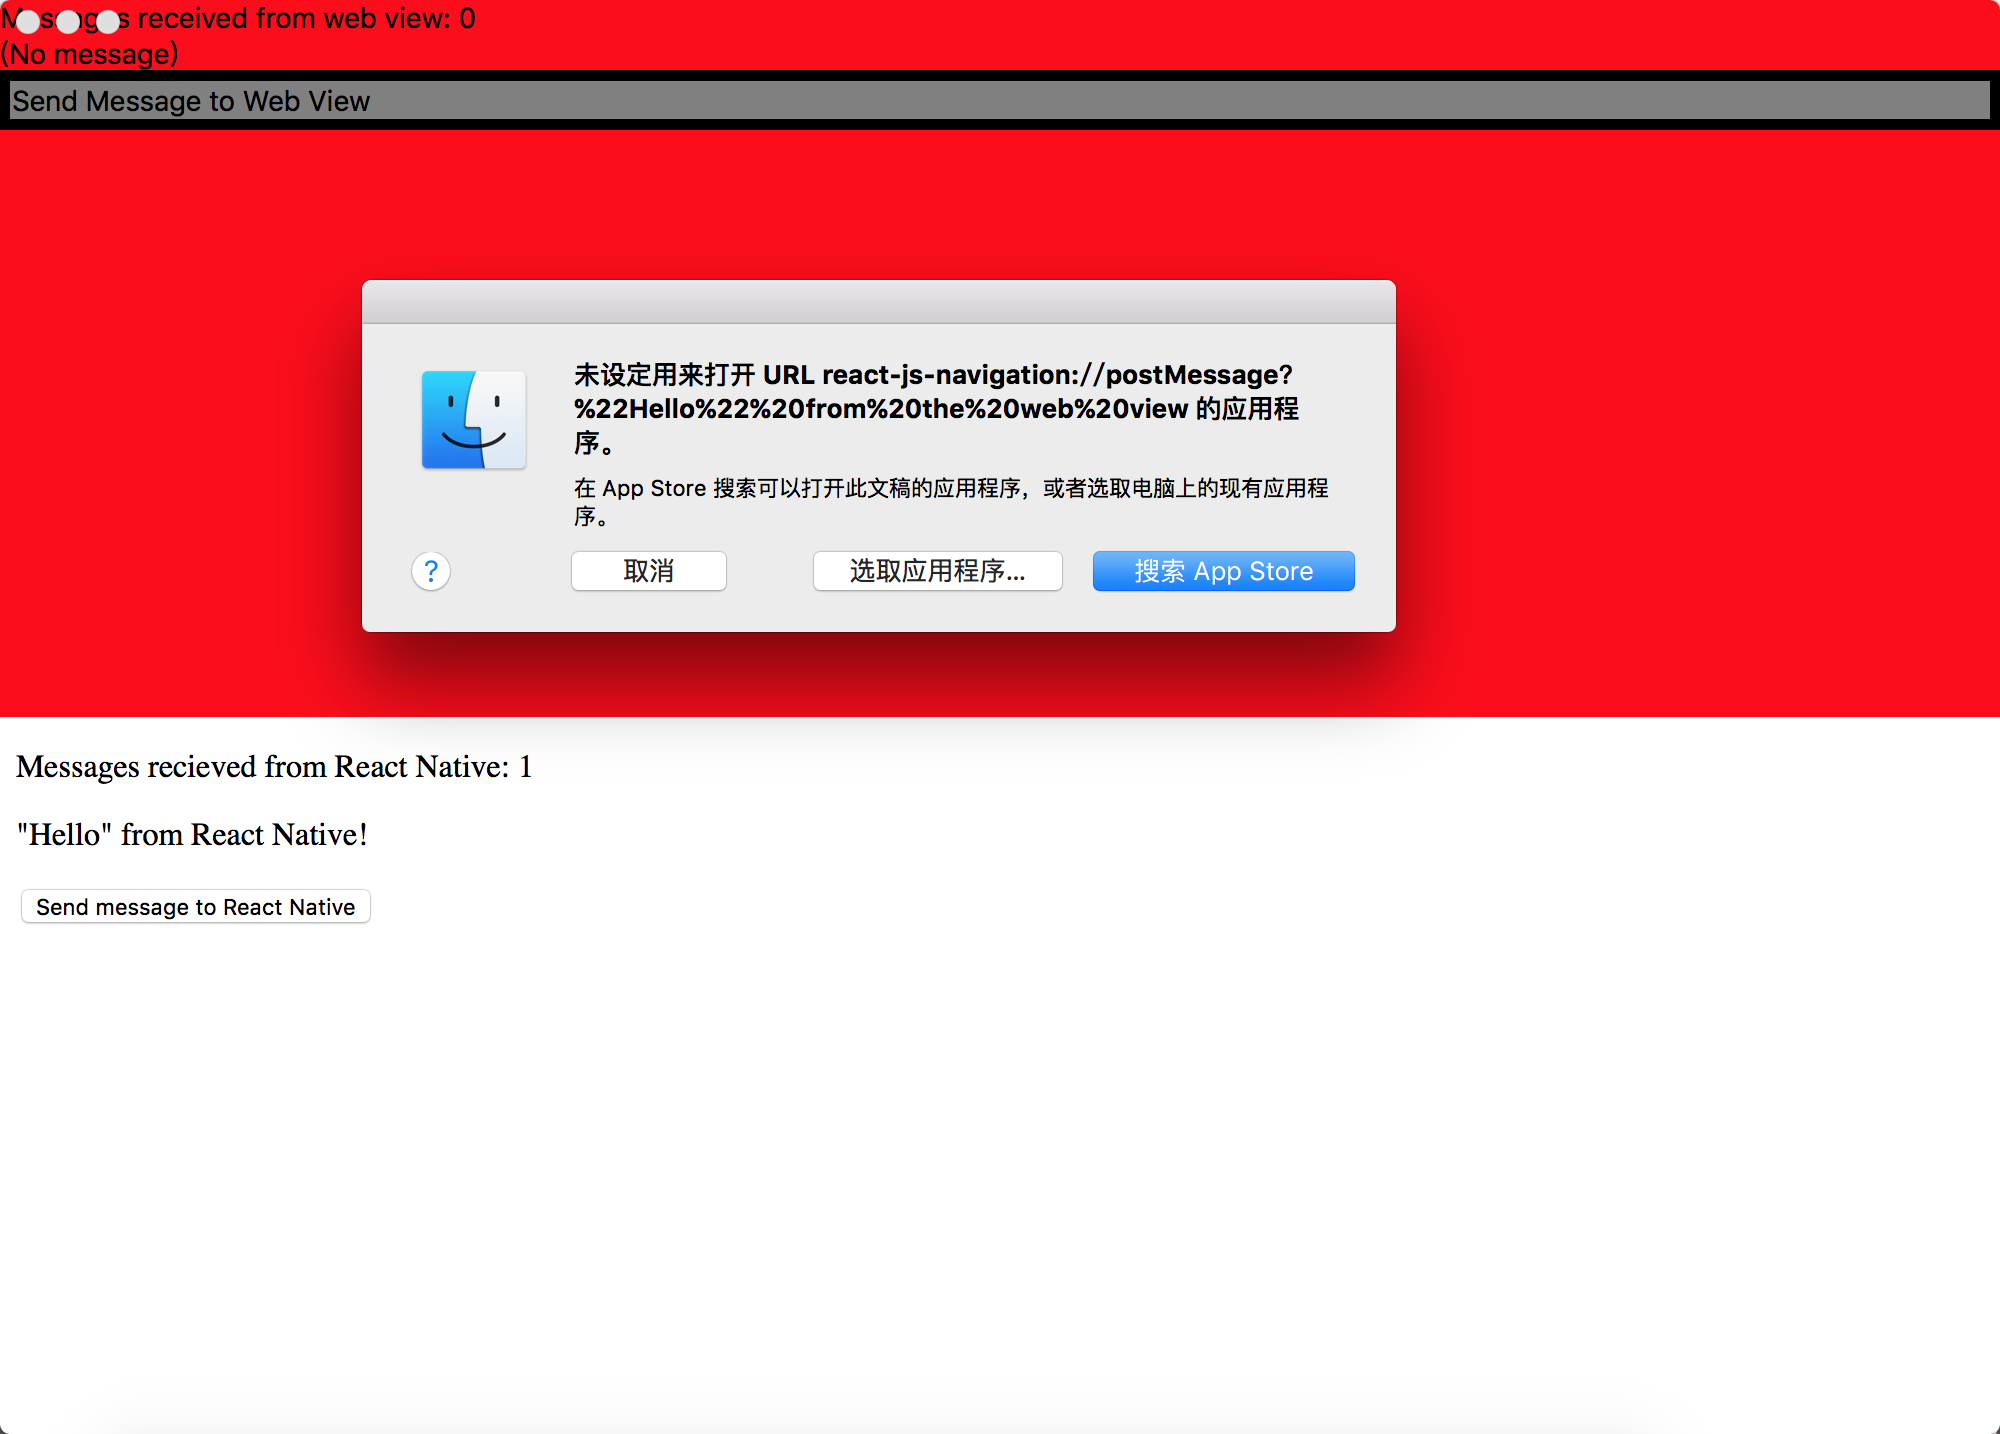 Messages received from web view: 0
(No message)
Send Message to Web View
未设定用来打开 URL react-js-navigation://postMessage?
%22Hello%22%20from%20the%20web%20view 的应用程
序。
在 App Store 搜索可以打开此文稿的应用程序，或者选取电脑上的现有应用程
序。
?
取消
选取应用程序...
搜索 App Store
Messages recieved from React Native: 1
"Hello" from React Native!
Send message to React Native